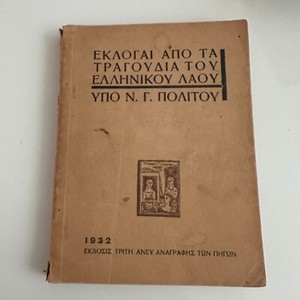 ΕΚΛΟΓΑΙ ΑΠΟ ΤΑ
ΤΡΑΓΟΥΔΙΑ ΤΟΥ
ΕΛΛΗΝΙΚΟΥ ΛΑΟΥ
ΥΠΟ Ν. Γ. ΠΟΛΙΤΟΥ
1932
ΕΚΔΟΣΙΣ ΤΡΙΤΗ ΑΝΕΥ ΑΝΑΓΡΑΦΗΣ ΤΩΝ ΠΗΓΩΝ